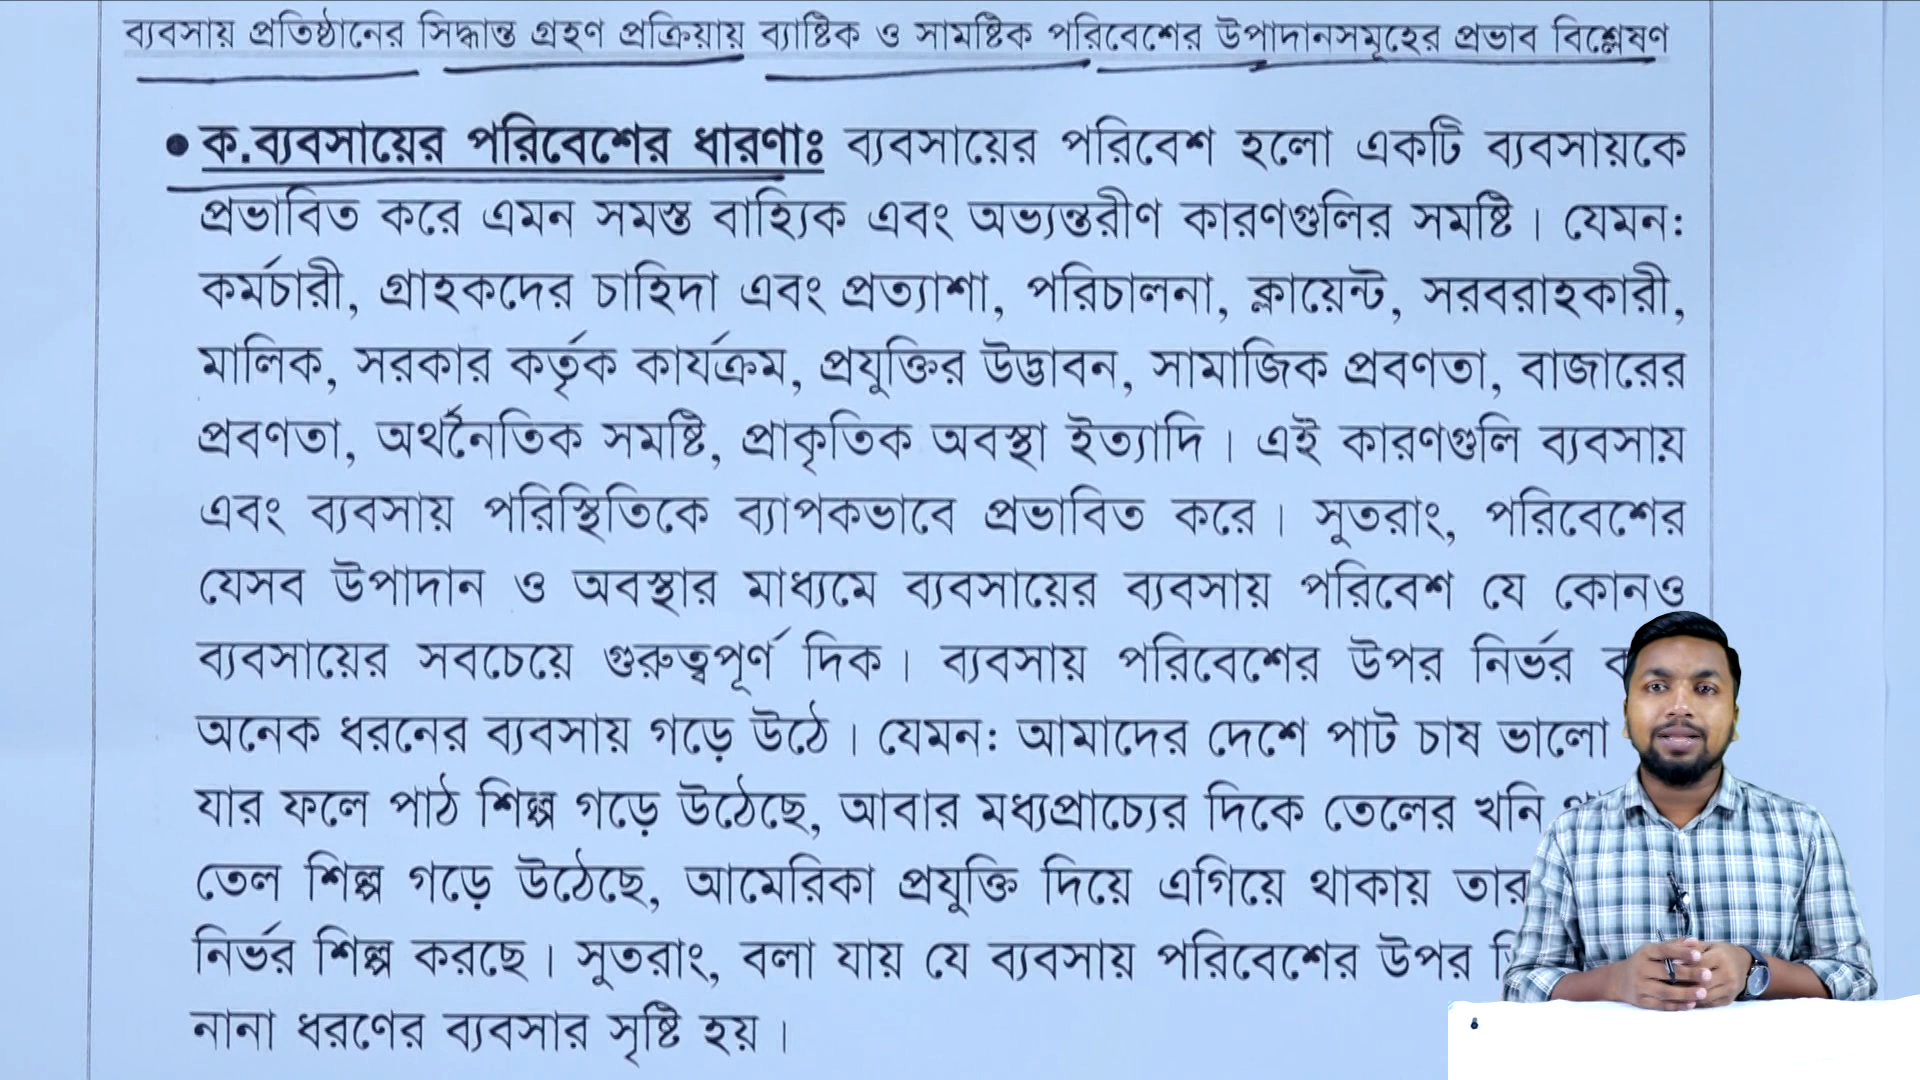 ব্যবসায় প্রতিষ্ঠানের সিদ্ধান্ত গ্রহণ প্রক্রিয়ায় ব্যাষ্টিক ও সামষ্টিক পরিবেশের উপাদানসমূহের প্রভাব বিশ্লেষণ
• ক.ব্যবসায়ের পরিবেশের ধারণাঃ ব্যবসায়ের পরিবেশ হলো একটি ব্যবসায়কে
প্রভাবিত করে এমন সমস্ত বাহ্যিক এবং অভ্যন্তরীণ কারণগুলির সমষ্টি। যেমন:
কর্মচারী, গ্রাহকদের চাহিদা এবং প্রত্যাশা, পরিচালনা, ক্লায়েন্ট, সরবরাহকারী,
মালিক, সরকার কর্তৃক কার্যক্রম, প্রযুক্তির উদ্ভাবন, সামাজিক প্রবণতা, বাজারের
প্রবণতা, অর্থনৈতিক সমষ্টি, প্রাকৃতিক অবস্থা ইত্যাদি। এই কারণগুলি ব্যবসায়
এবং ব্যবসায় পরিস্থিতিকে ব্যাপকভাবে প্রভাবিত করে। সুতরাং, পরিবেশের
যেসব উপাদান ও অবস্থার মাধ্যমে ব্যবসায়ের ব্যবসায় পরিবেশ যে কোনও
ব্যবসায়ের সবচেয়ে গুরুত্বপূর্ণ দিক। ব্যবসায় পরিবেশের উপর নির্ভর
অনেক ধরনের ব্যবসায় গড়ে উঠে। যেমন: আমাদের দেশে পাট চাষ ভালো
যার ফলে পাঠ শিল্প গড়ে উঠেছে, আবার মধ্যপ্রাচ্যের দিকে তেলের খনি
তেল শিল্প গড়ে উঠেছে, আমেরিকা প্রযুক্তি দিয়ে এগিয়ে থাকায় তার
নির্ভর শিল্প করছে। সুতরাং, বলা যায় যে ব্যবসায় পরিবেশের উপর
নানা ধরণের ব্যবসার সৃষ্টি হয়।